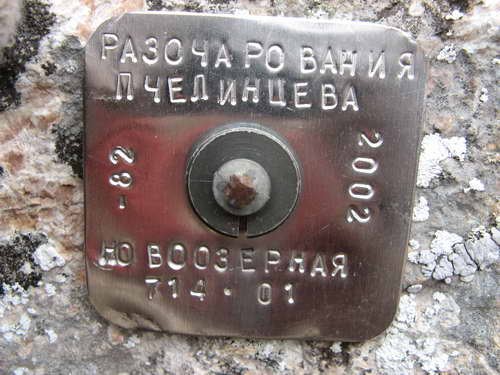 РАЗОЧАРОВАНИЯ
ПЧЕЛИНЦЕВА
-82
2002
НОВООЗЕРНАЯ
714·01